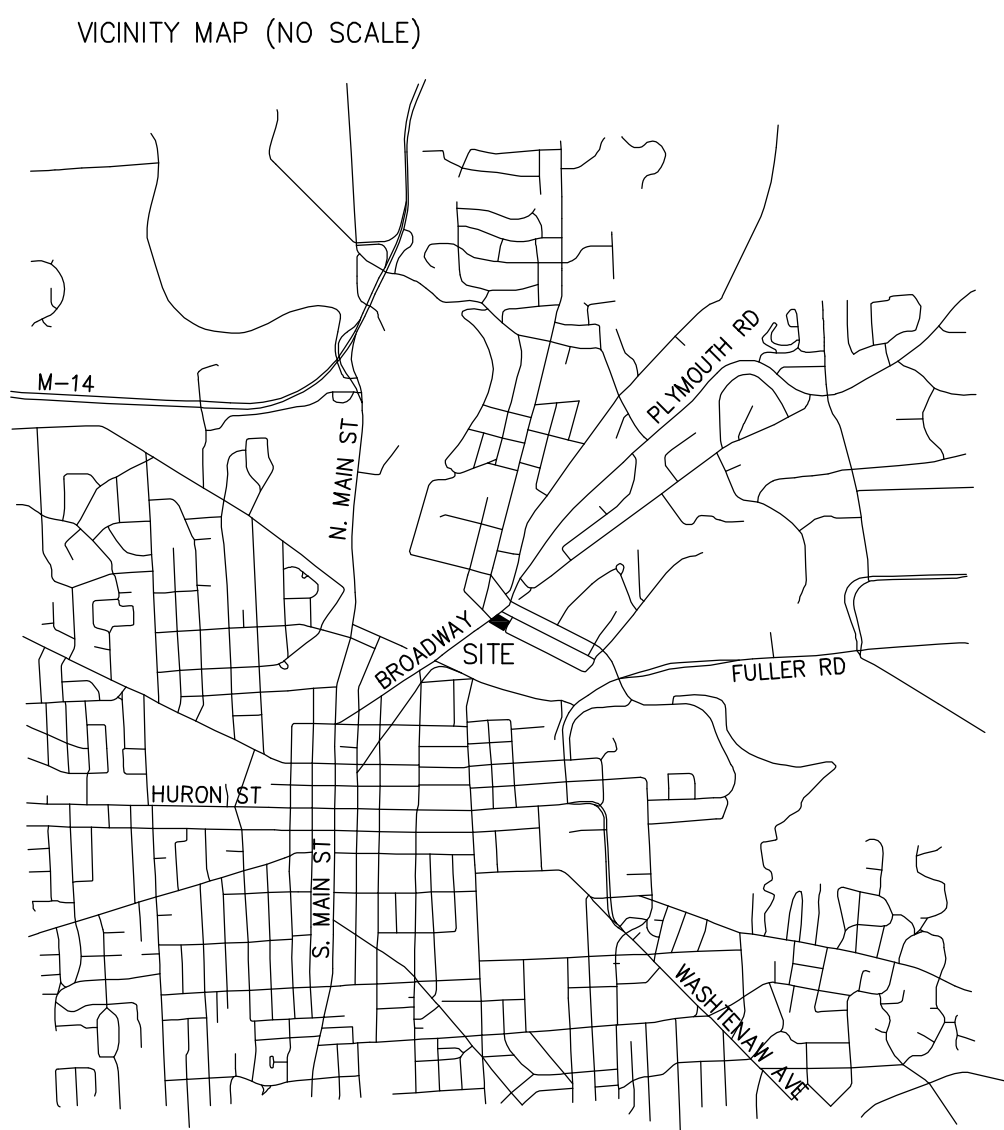 VICINITY MAP (NO SCALE)
PLYMOUTH RD
M-14
N. MAIN ST
BROADWAY
SITE
FULLER RD
HURON ST
S. MAIN ST
WASHTENAW AVE